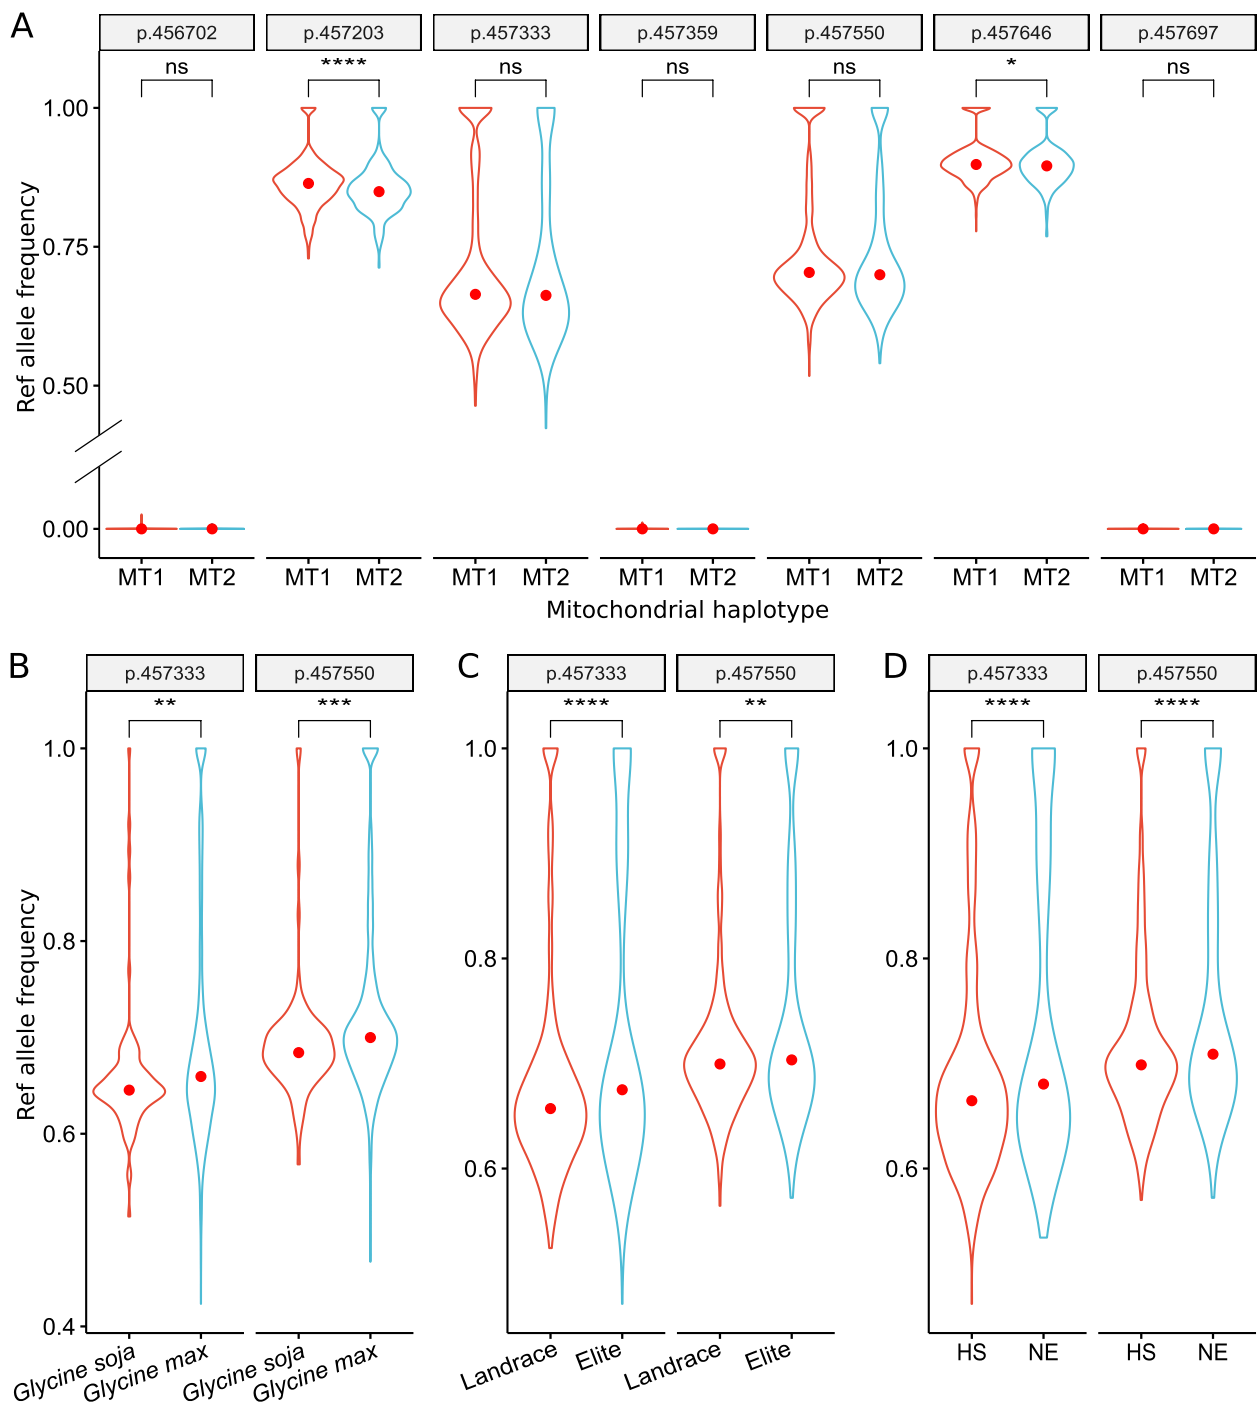 A
p.456702 p.457203 p.457333 p.457359 p.457550 p.457646 p.457697
ns **** ns ns ns * ns
Ref allele frequency
1.00
0.75
0.50
0.00
MT1 MT2 MT1 MT2 MT1 MT2 MT1 MT2 MT1 MT2 MT1 MT2 MT1 MT2
Mitochondrial haplotype
B
p.457333 p.457550
** ***
Ref allele frequency
1.0
0.8
0.6
0.4
Glycine soja Glycine max Glycine soja Glycine max
C
p.457333 p.457550
**** **
1.0
0.8
0.6
Landrace Elite Landrace Elite
D
p.457333 p.457550
**** ****
1.0
0.8
0.6
HS NE HS NE